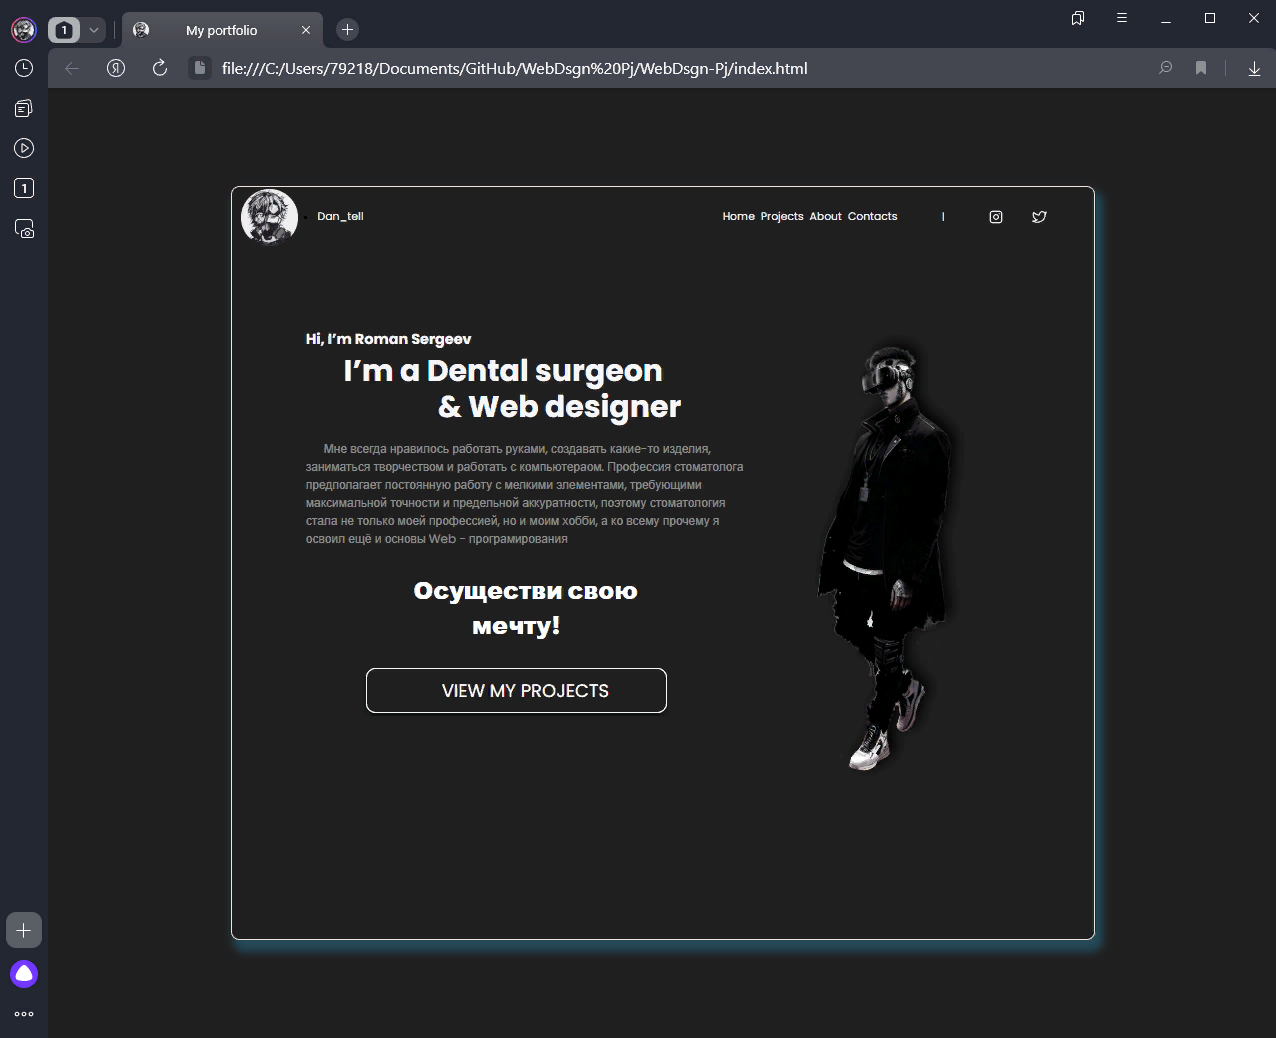 1
My portfolio
Я
file:///C:/Users/79218/Documents/GitHub/WebDsgn%20Pj/WebDsgn-Pj/index.html
1
Dan_tell
Home Projects About Contacts |
Hi, I’m Roman Sergeev
I’m a Dental surgeon
& Web designer
Мне всегда нравилось работать руками, создавать какие-то изделия,
заниматься творчеством и работать с компьютераом. Профессия стоматолога
предполагает постоянную работу с мелкими элементами, требующими
максимальной точности и предельной аккуратности, поэтому стоматология
стала не только моей профессией, но и моим хобби, а ко всему прочему я
освоил ещё и основы Web - програмирования
Осуществи свою
мечту!
VIEW MY PROJECTS